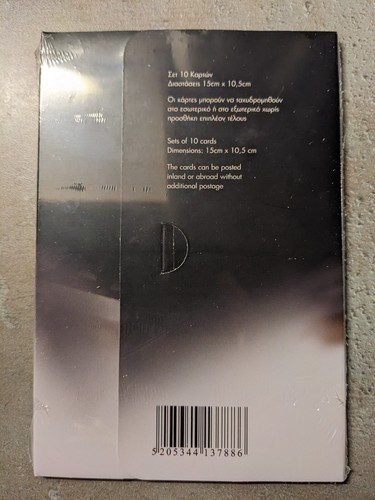 Σετ 10 Καρτών
Διαστάσεις 15cm x 10,5cm
Οι κάρτες μπορούν να ταχυδρομηθούν
στο εσωτερικό ή στο εξωτερικό χωρίς
προσθήκη επιπλέον τέλους
Sets of 10 cards
Dimensions: 15cm x 10,5 cm
The cards can be posted
inland or abroad without
additional postage
5 205344 137886